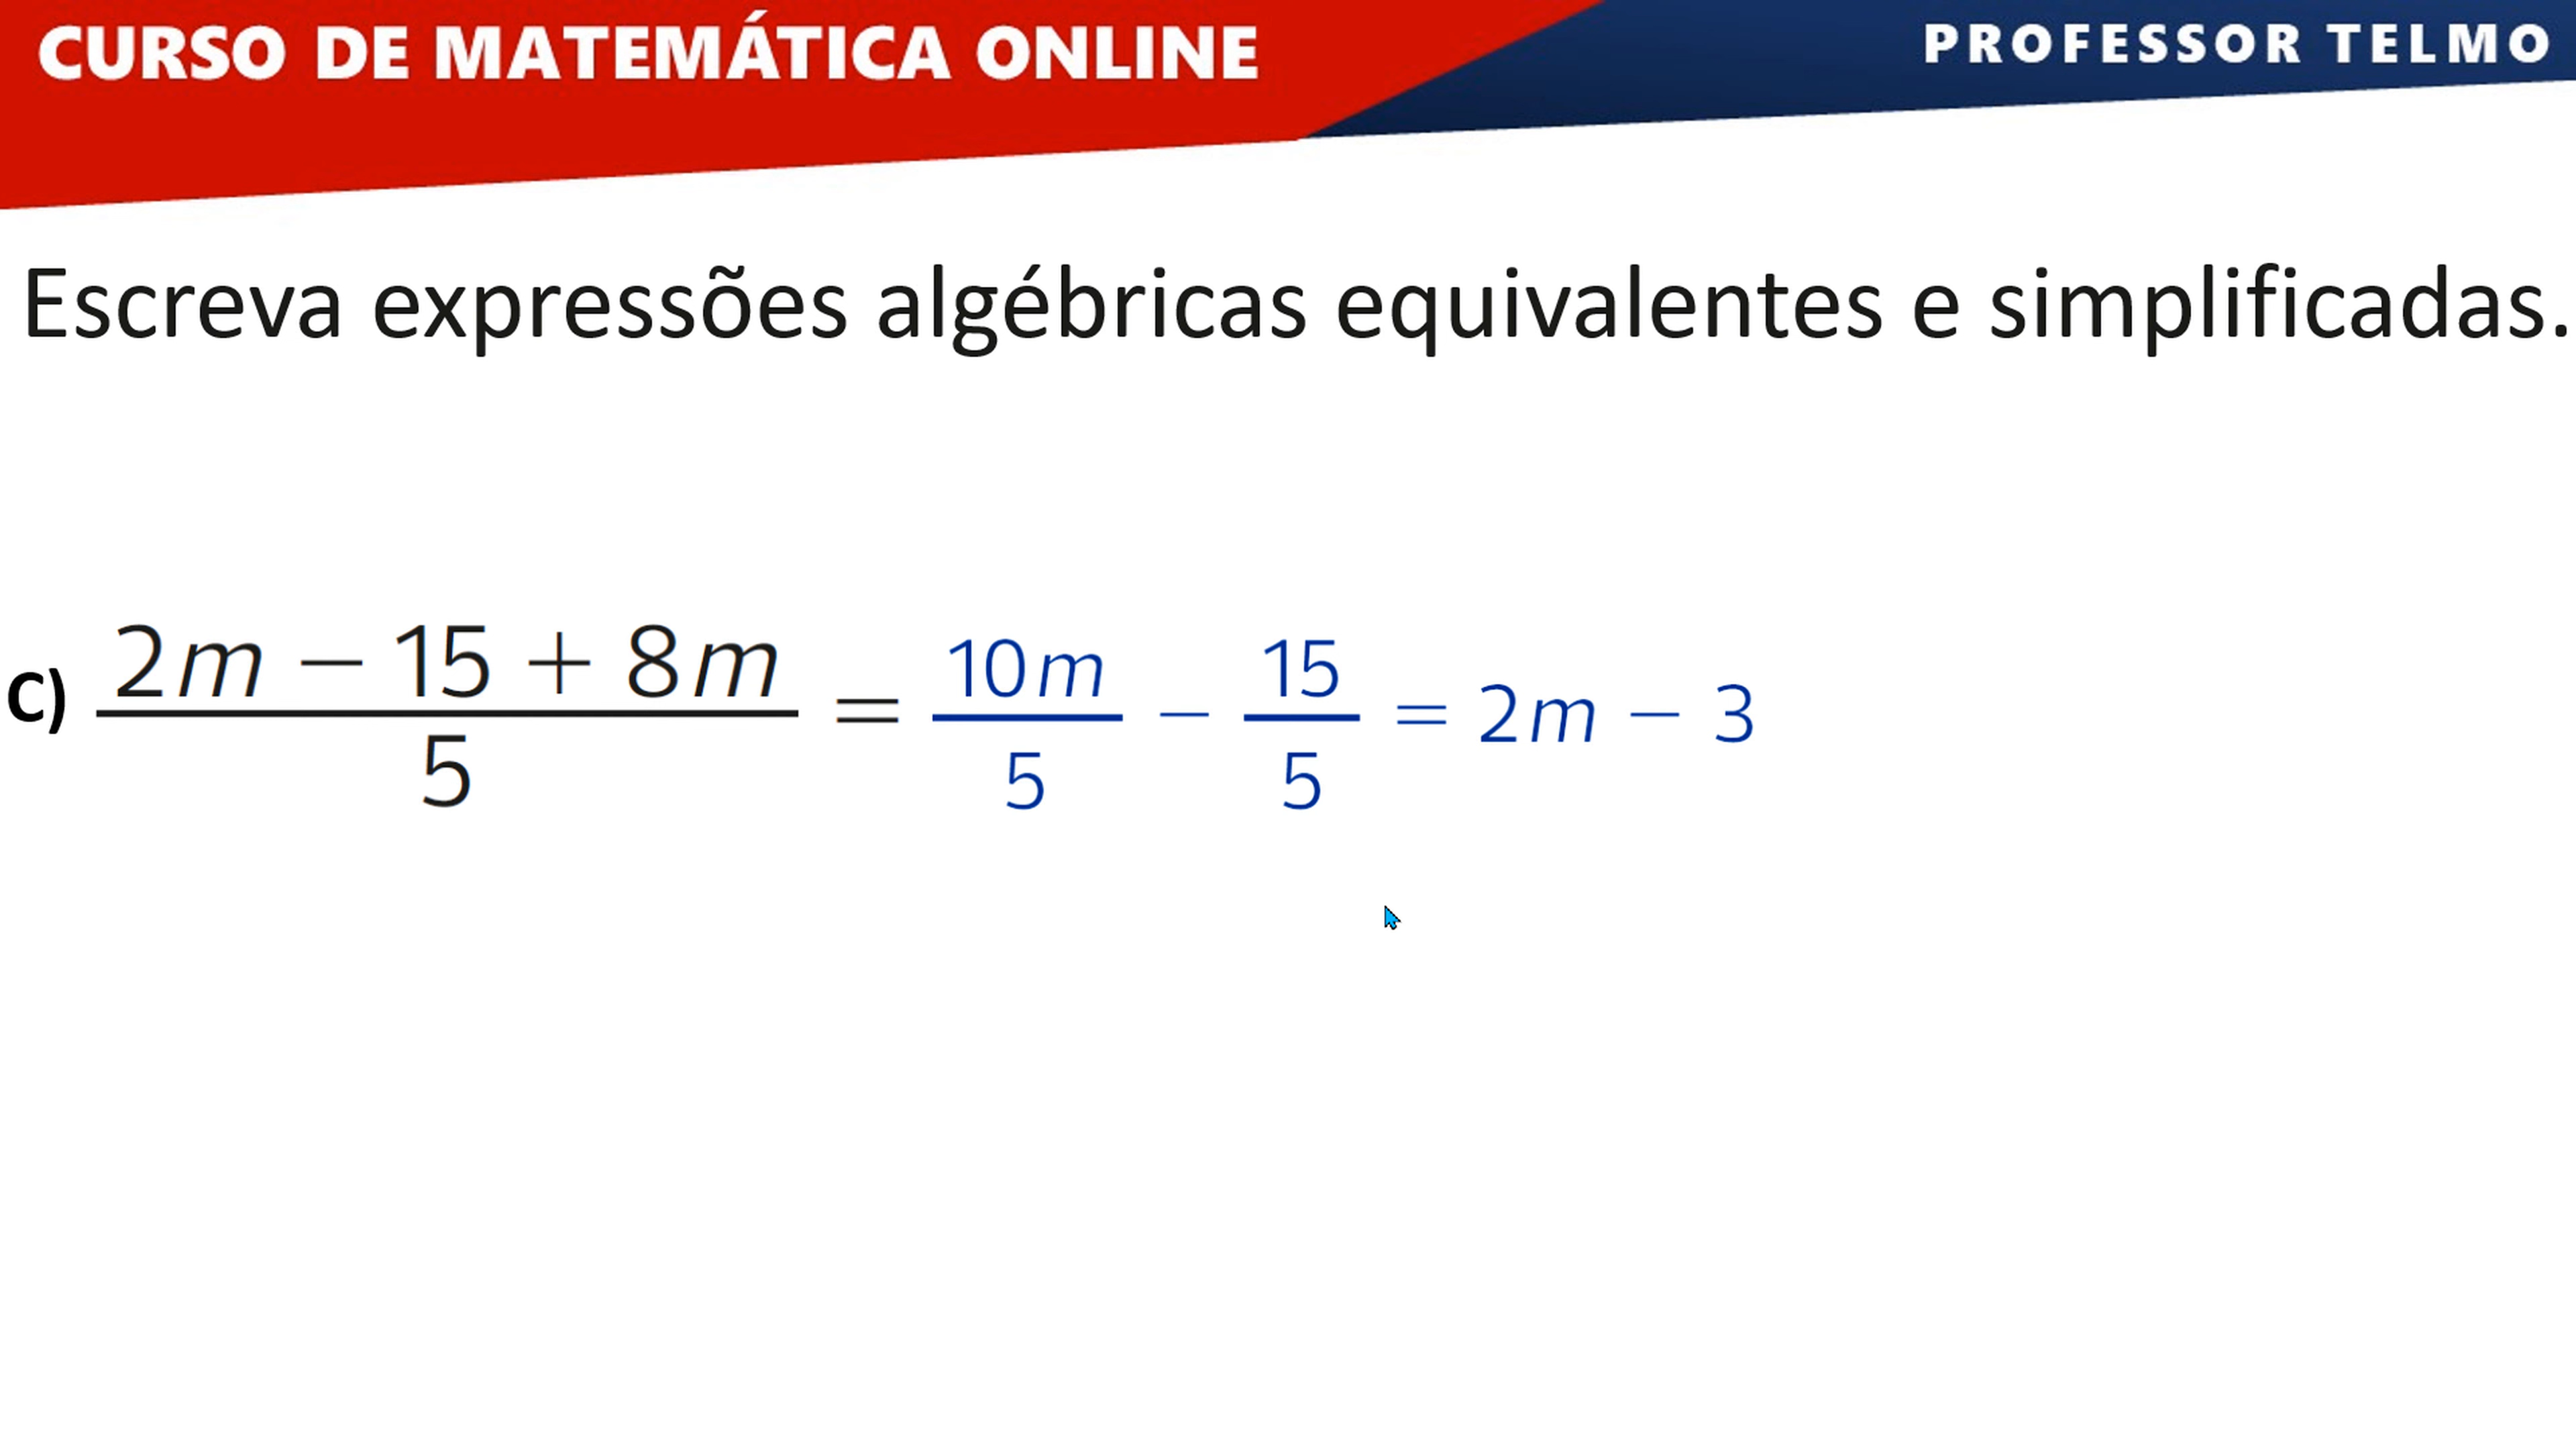 CURSO DE MATEMÁTICA ONLINE
PROFESSOR TELMO
Escreva expressões algébricas equivalentes e simplificadas.
c) (2m − 15 + 8m)/5 = 10m/5 − 15/5 = 2m − 3